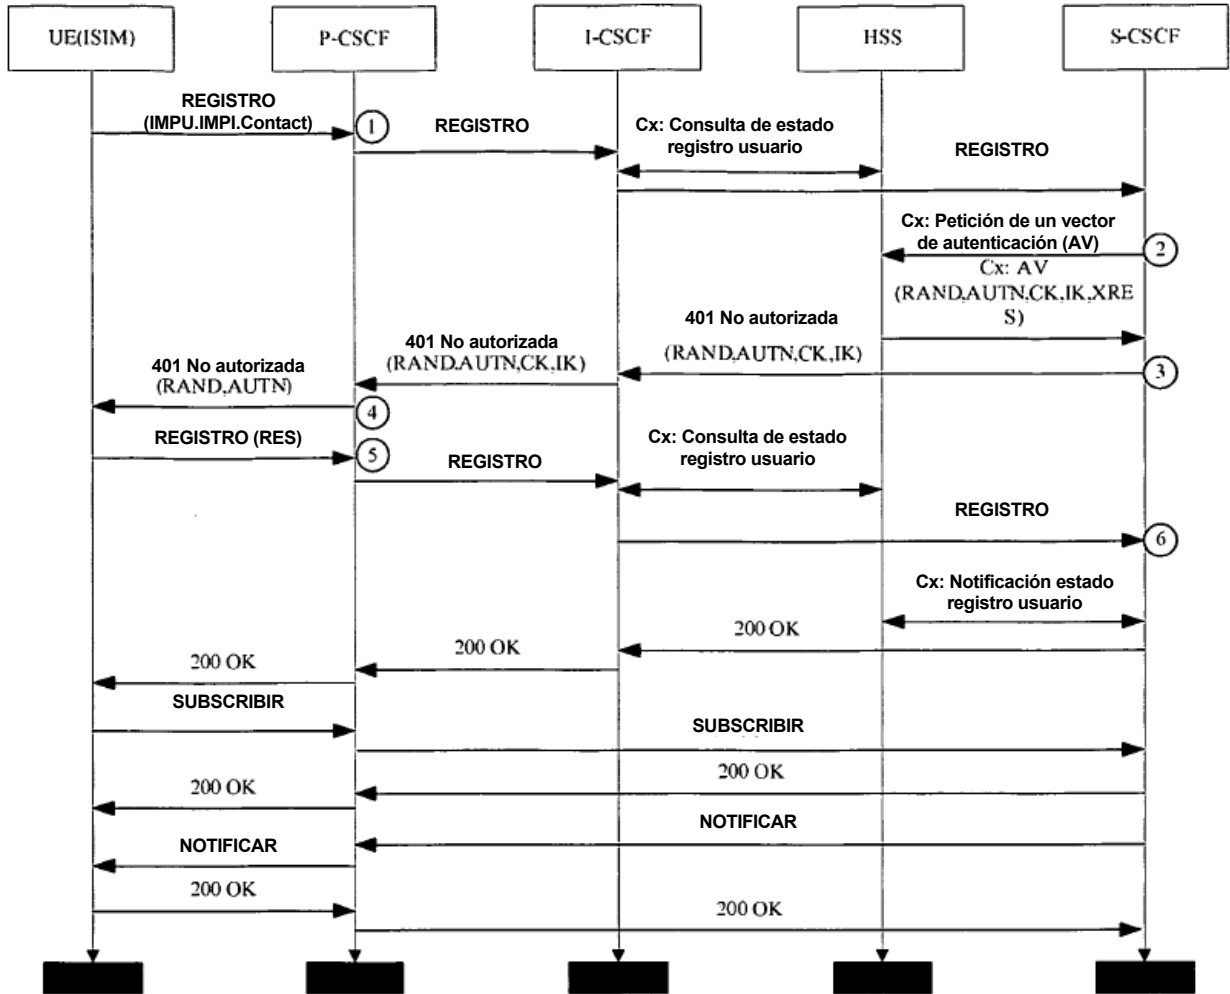 UE(ISIM)
P-CSCF
I-CSCF
HSS
S-CSCF
REGISTRO
(IMPU.IMPI.Contact)
1
REGISTRO
Cx: Consulta de estado
registro usuario
REGISTRO
Cx: Petición de un vector
de autenticación (AV)
2
Cx: AV
(RAND,AUTN,CK,IK,XRE
S)
401 No autorizada
(RAND,AUTN,CK,IK)
3
401 No autorizada
(RAND,AUTN,CK,IK)
401 No autorizada
(RAND,AUTN)
4
REGISTRO (RES)
5
REGISTRO
Cx: Consulta de estado
registro usuario
REGISTRO
6
Cx: Notificación estado
registro usuario
200 OK
200 OK
200 OK
SUBSCRIBIR
SUBSCRIBIR
200 OK
200 OK
NOTIFICAR
NOTIFICAR
200 OK
200 OK